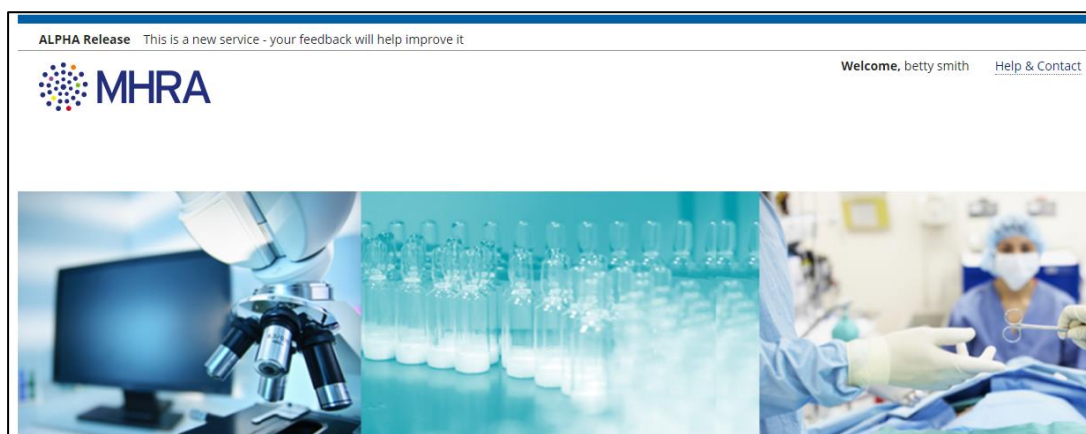 ALPHA Release This is a new service - your feedback will help improve it
Welcome, betty smith Help & Contact
MHRA